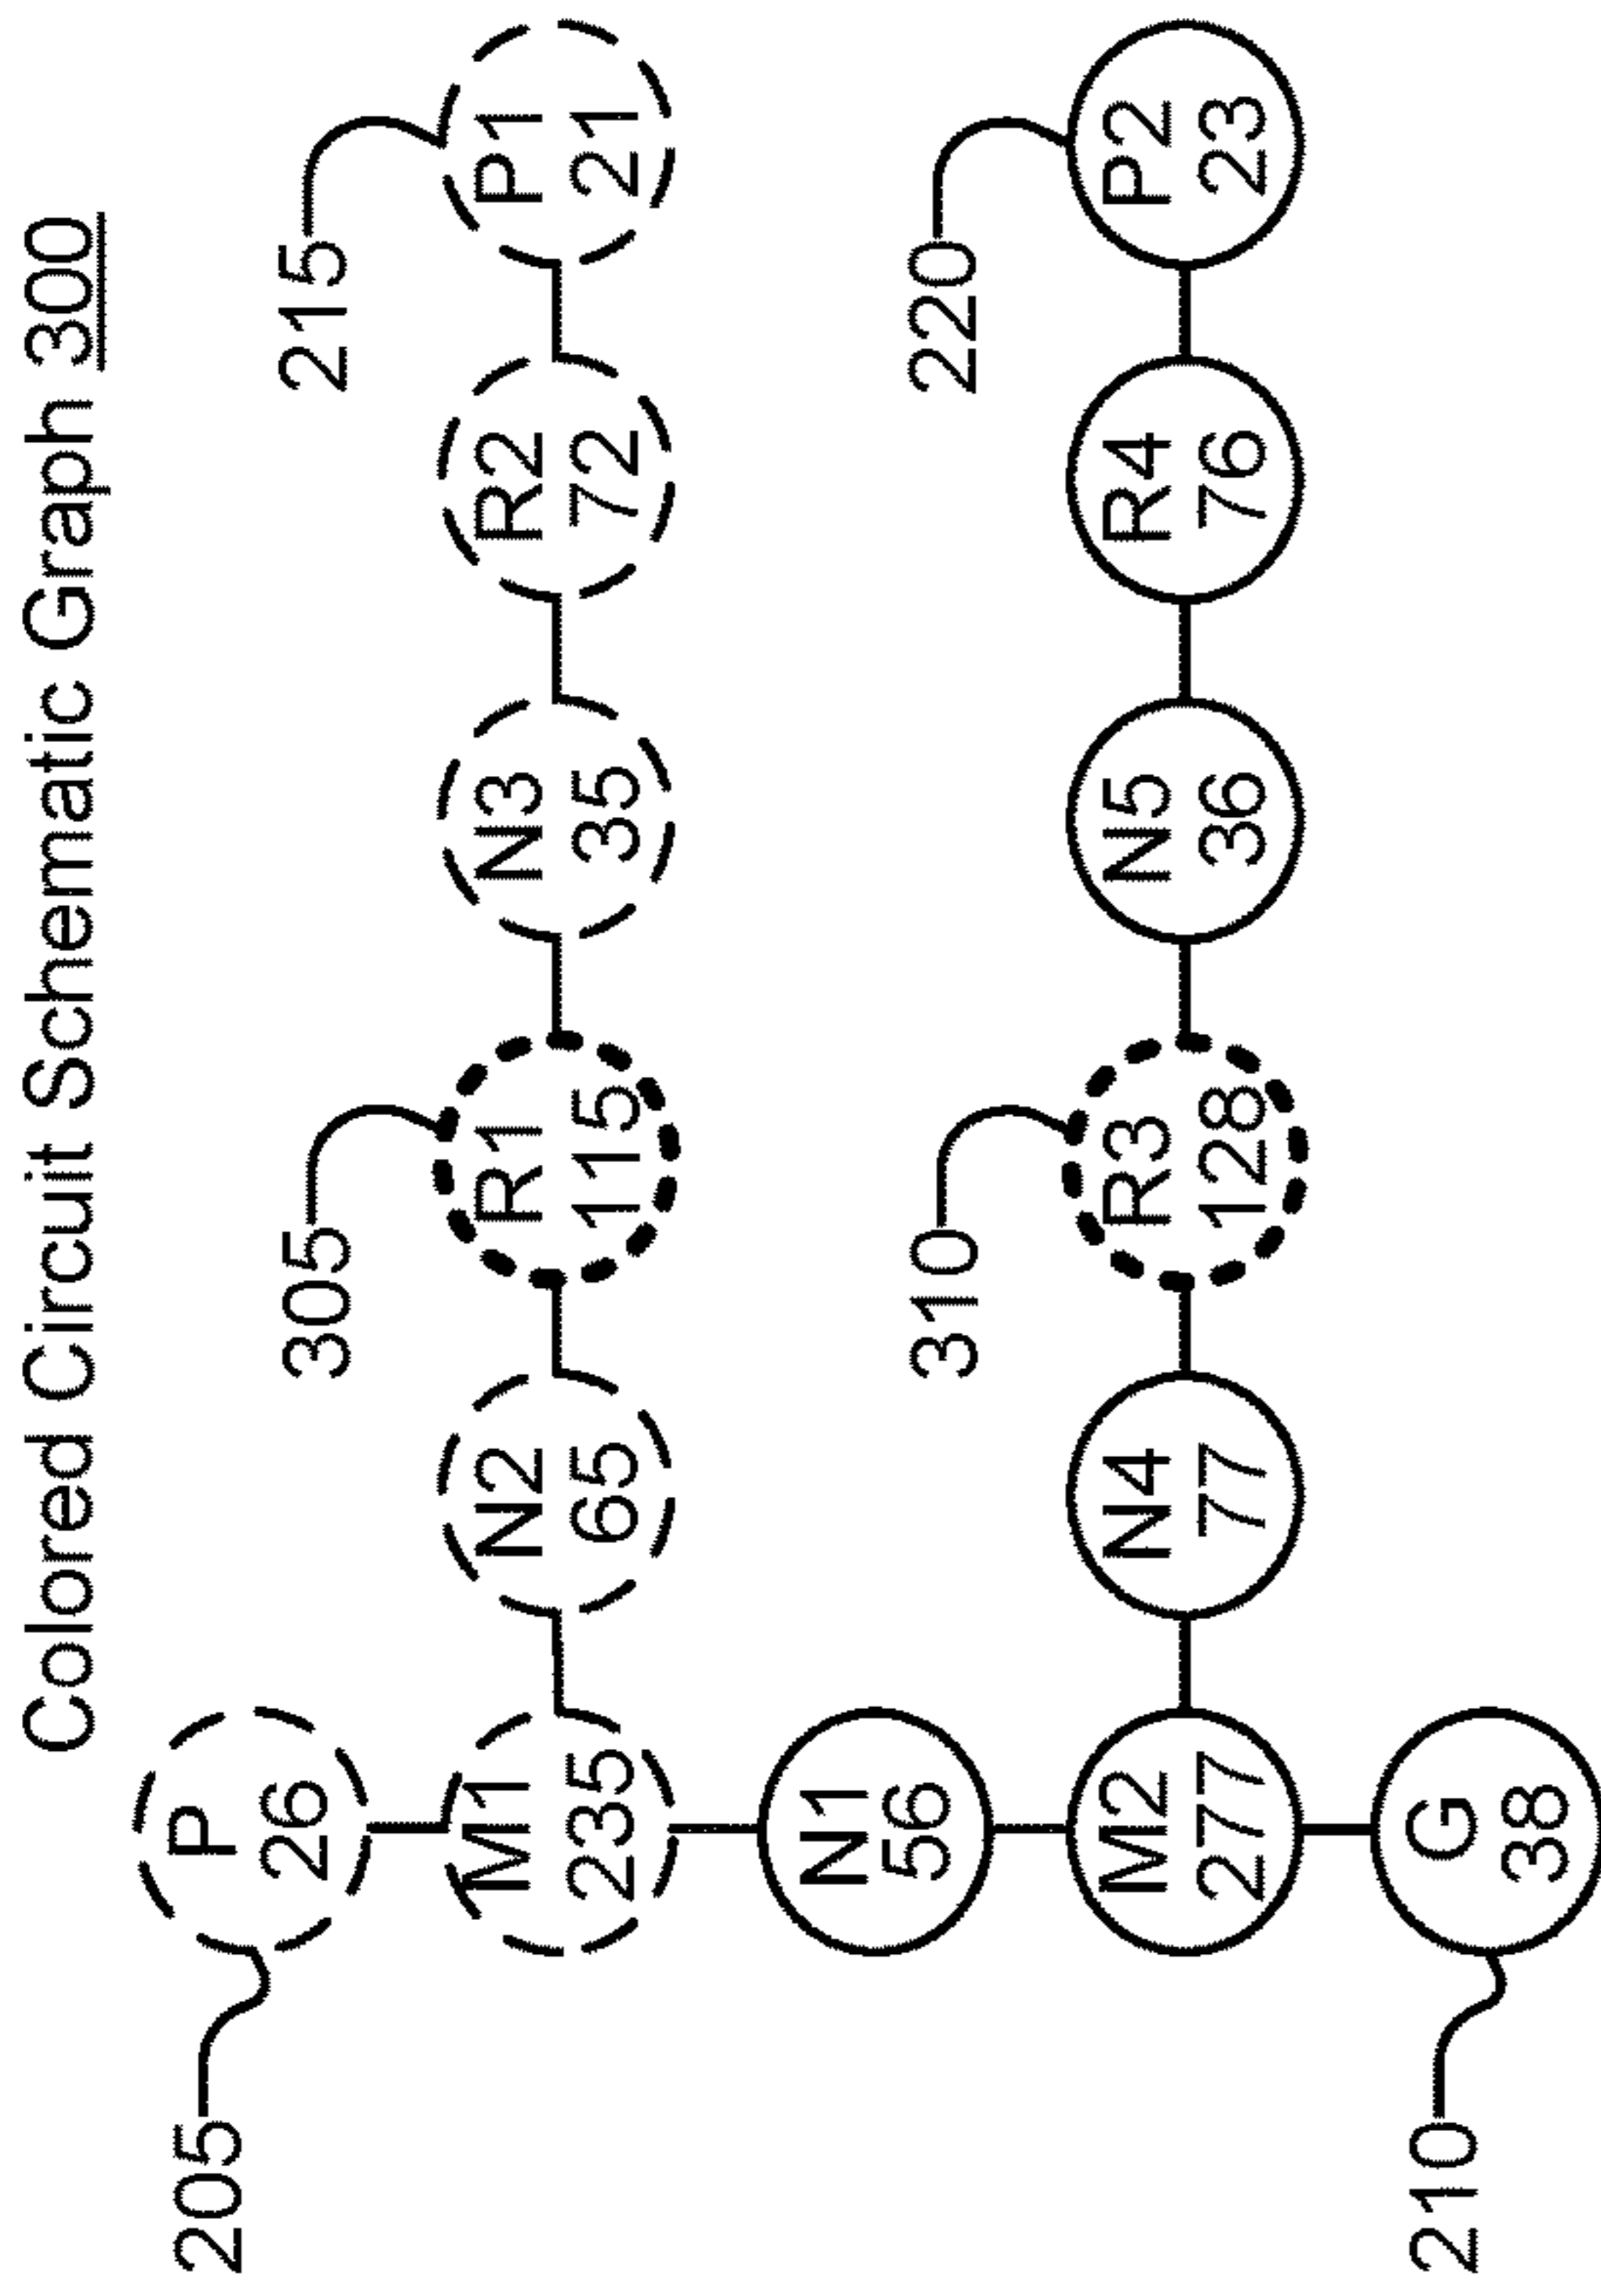 Colored Circuit Schematic Graph 300
205
P
26
M1
235
N2
65
305
R1
115
N3
35
R2
72
215
P1
21
N1
56
M2
277
N4
77
310
R3
128
N5
36
R4
76
220
P2
23
210
G
38